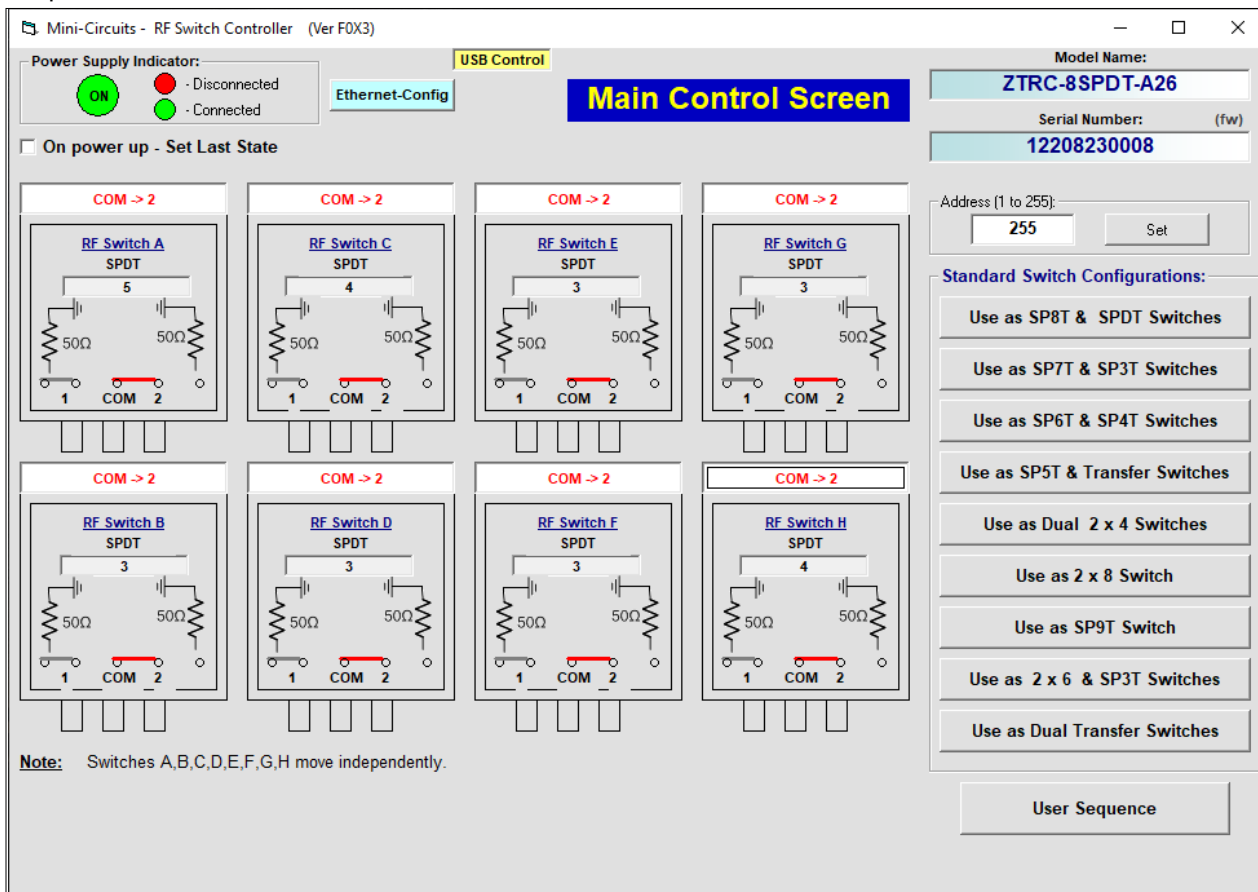 Mini-Circuits - RF Switch Controller (Ver F0X3)
Power Supply Indicator:
ON
- Disconnected
- Connected
USB Control
Ethernet-Config
Main Control Screen
Model Name:
ZTRC-8SPDT-A26
Serial Number: (fw)
12208230008
On power up - Set Last State
Address (1 to 255):
255 Set
COM -> 2 COM -> 2 COM -> 2 COM -> 2
RF Switch A RF Switch C RF Switch E RF Switch G
SPDT SPDT SPDT SPDT
5 4 3 3
50Ω 50Ω 50Ω 50Ω 50Ω 50Ω 50Ω 50Ω
1 COM 2 1 COM 2 1 COM 2 1 COM 2
COM -> 2 COM -> 2 COM -> 2 COM -> 2
RF Switch B RF Switch D RF Switch F RF Switch H
SPDT SPDT SPDT SPDT
3 3 3 4
50Ω 50Ω 50Ω 50Ω 50Ω 50Ω 50Ω 50Ω
1 COM 2 1 COM 2 1 COM 2 1 COM 2
Note: Switches A,B,C,D,E,F,G,H move independently.
Standard Switch Configurations:
Use as SP8T & SPDT Switches
Use as SP7T & SP3T Switches
Use as SP6T & SP4T Switches
Use as SP5T & Transfer Switches
Use as Dual 2 x 4 Switches
Use as 2 x 8 Switch
Use as SP9T Switch
Use as 2 x 6 & SP3T Switches
Use as Dual Transfer Switches
User Sequence